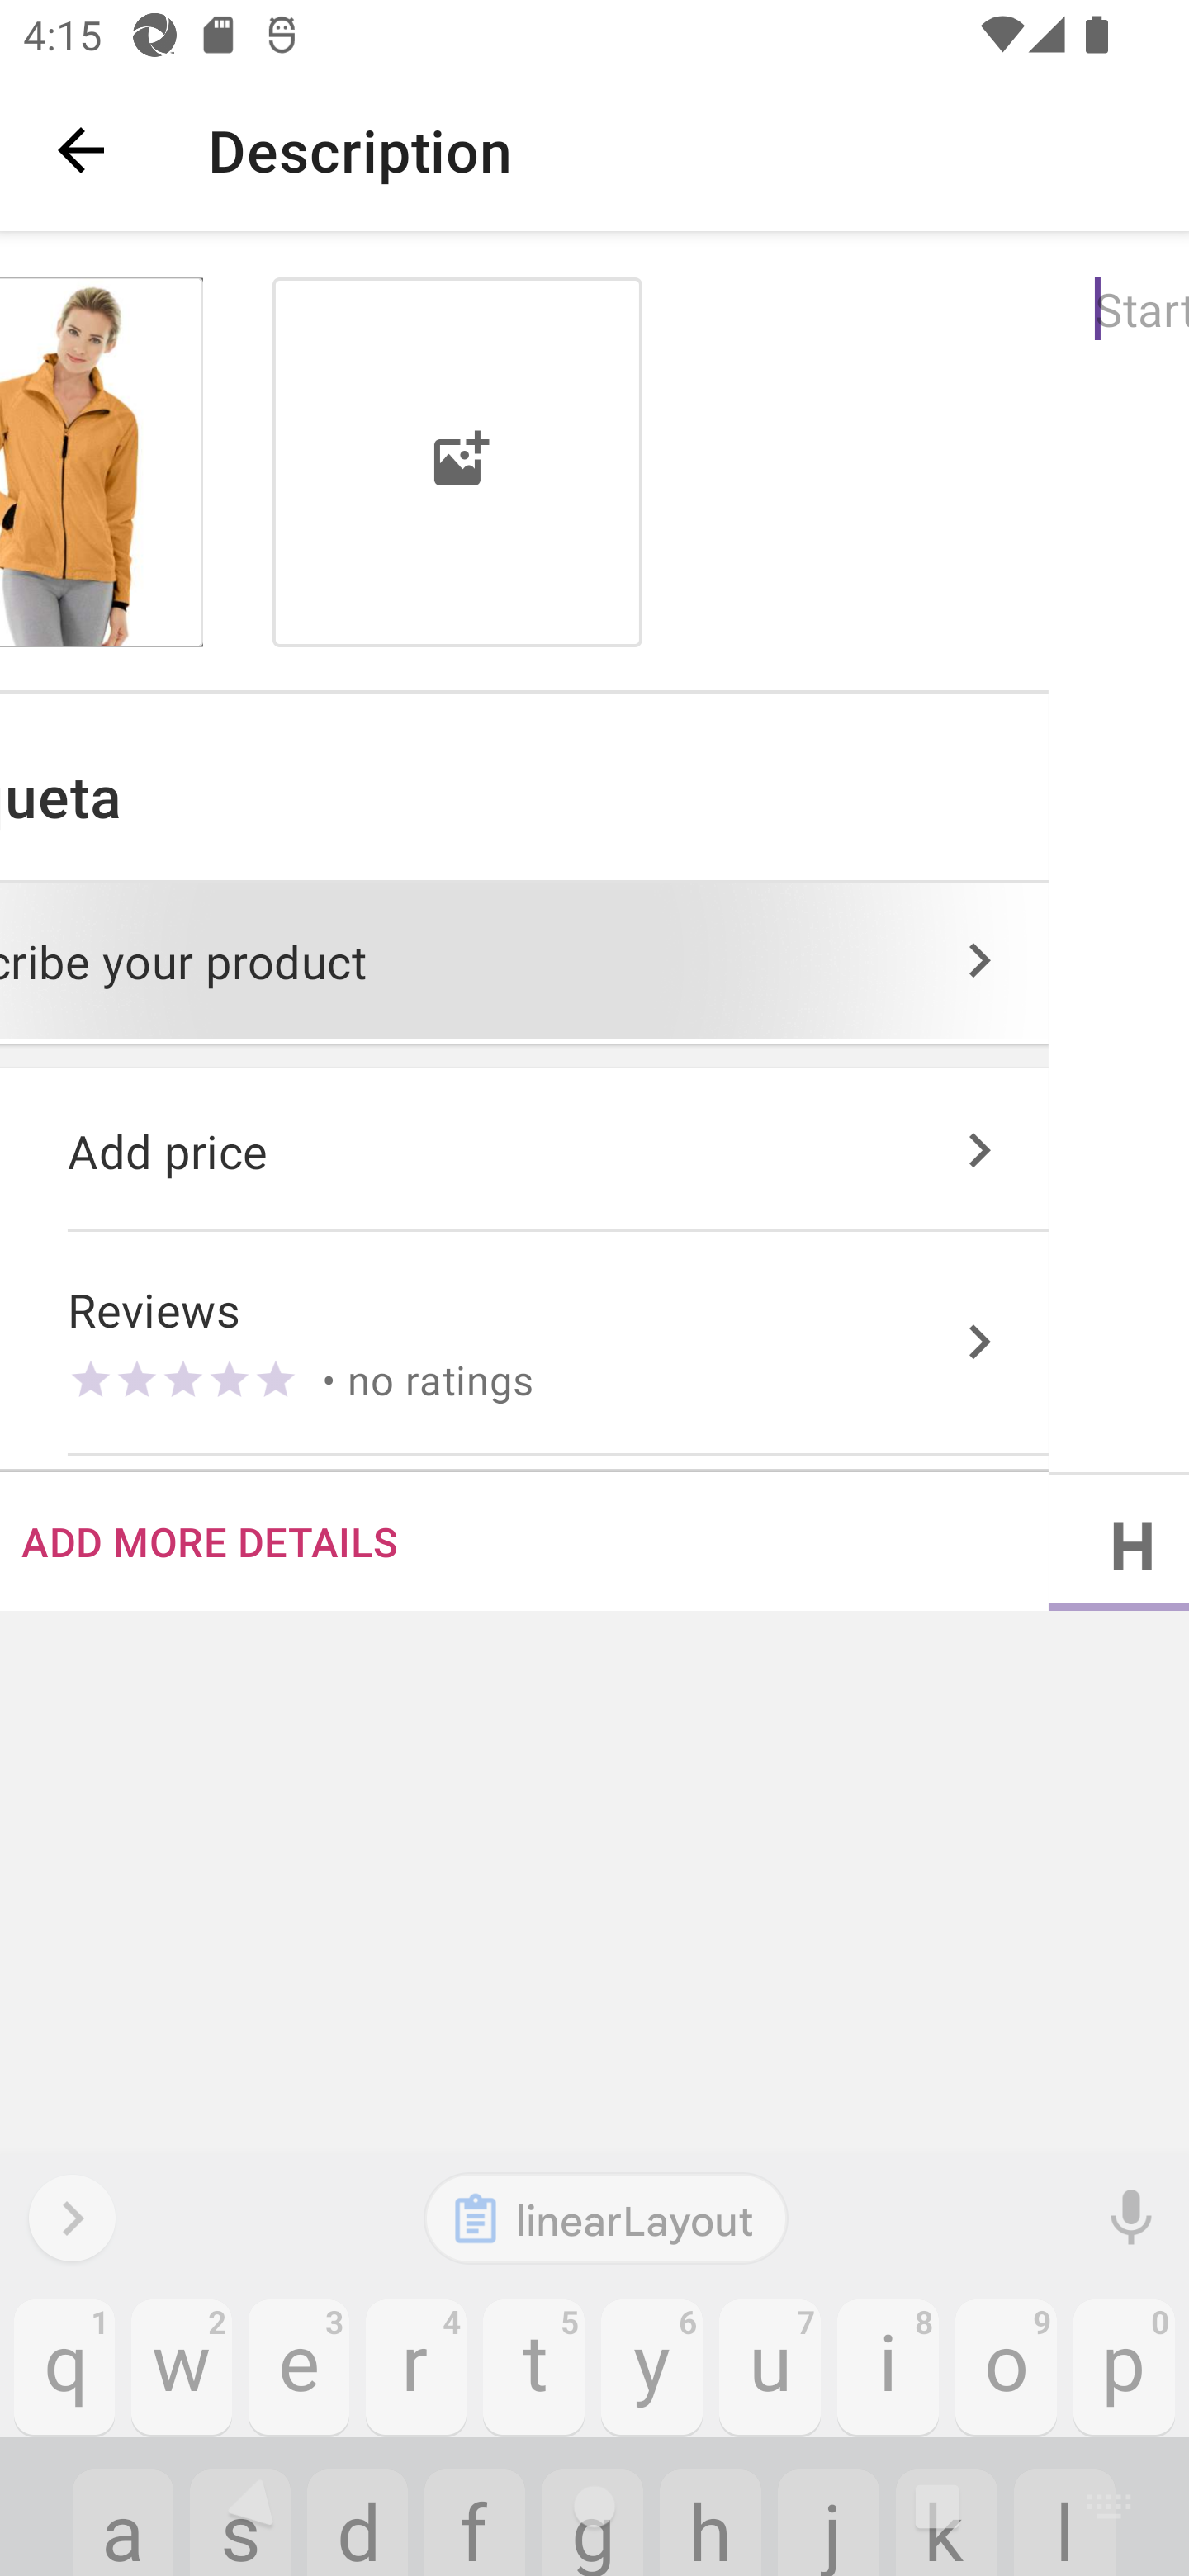 4:15
Description
Start
queta
cribe your product
Add price
Reviews
• no ratings
ADD MORE DETAILS
H
linearLayout
1 2 3 4 5 6 7 8 9 0
q w e r t y u i o p
a s d f g h j k l